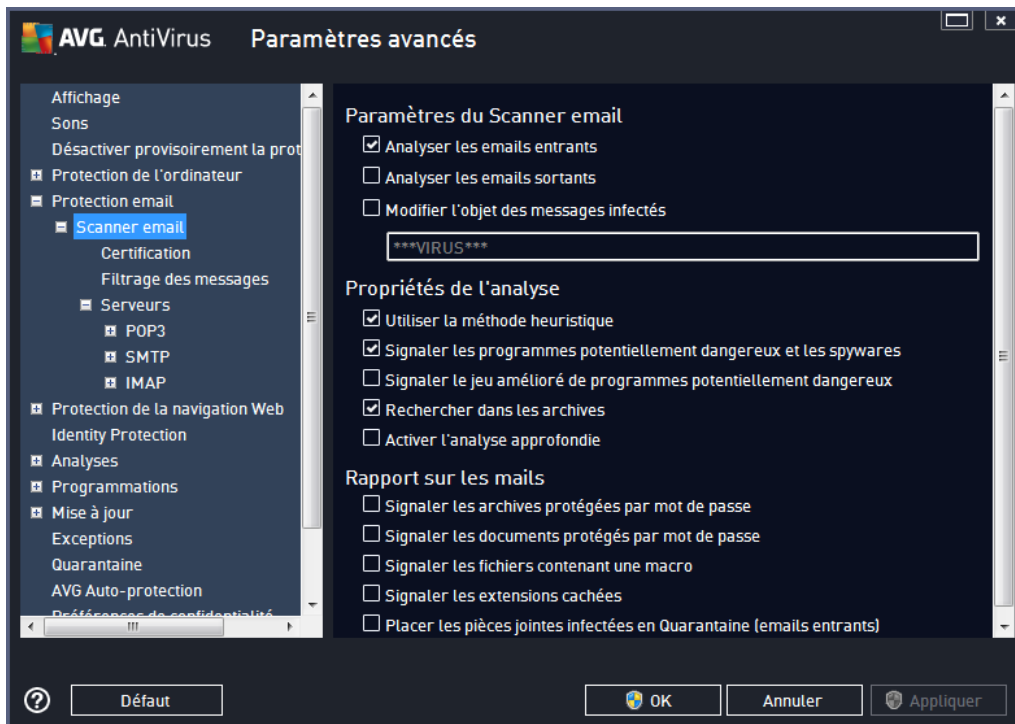 AVG. AntiVirus Paramètres avancés
Affichage
Sons
Désactiver provisoirement la prot
Protection de l'ordinateur
Protection email
Scanner email
Certification
Filtrage des messages
Serveurs
POP3
SMTP
IMAP
Protection de la navigation Web
Identity Protection
Analyses
Programmations
Mise à jour
Exceptions
Quarantaine
AVG Auto-protection
Préférences de confidentialité
Paramètres du Scanner email
Analyser les emails entrants
Analyser les emails sortants
Modifier l'objet des messages infectés
***VIRUS***
Propriétés de l'analyse
Utiliser la méthode heuristique
Signaler les programmes potentiellement dangereux et les spywares
Signaler le jeu amélioré de programmes potentiellement dangereux
Rechercher dans les archives
Activer l'analyse approfondie
Rapport sur les mails
Signaler les archives protégées par mot de passe
Signaler les documents protégés par mot de passe
Signaler les fichiers contenant une macro
Signaler les extensions cachées
Placer les pièces jointes infectées en Quarantaine (emails entrants)
Défaut
OK
Annuler
Appliquer